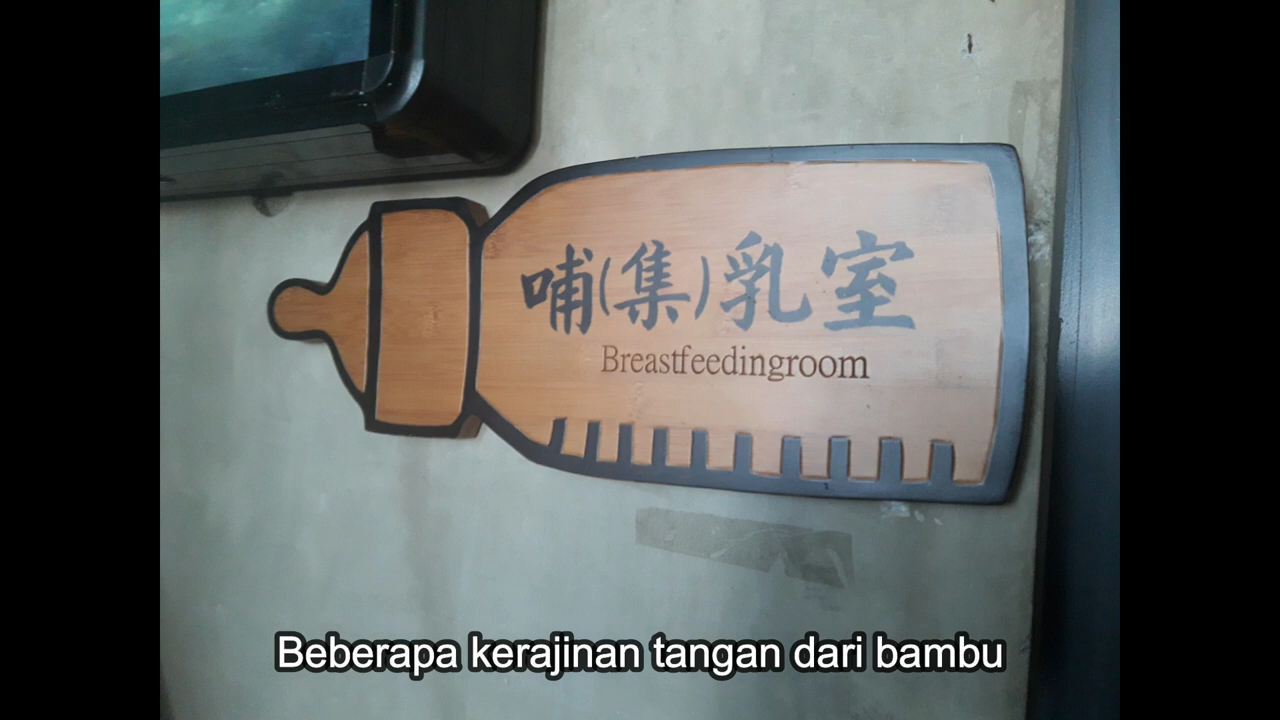 哺(集)乳室
Breastfeedingroom
Beberapa kerajinan tangan dari bambu